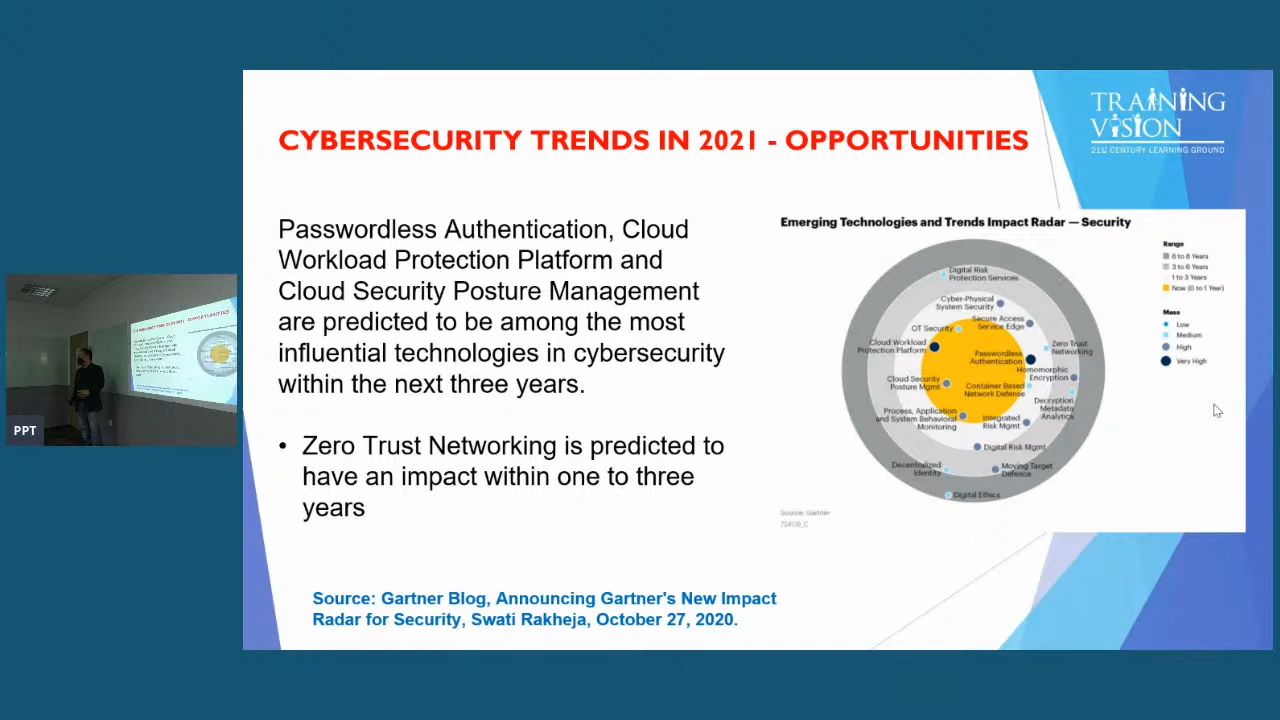 CYBERSECURITY TRENDS IN 2021 - OPPORTUNITIES
TRAINING
VISION
21ST CENTURY LEARNING GROUND
Passwordless Authentication, Cloud
Workload Protection Platform and
Cloud Security Posture Management
are predicted to be among the most
influential technologies in cybersecurity
within the next three years.
• Zero Trust Networking is predicted to
have an impact within one to three
years
Source: Gartner Blog, Announcing Gartner's New Impact
Radar for Security, Swati Rakheja, October 27, 2020.
Emerging Technologies and Trends Impact Radar — Security
Digital Risk
Protection Services
Cyber-Physical
System Security
Secure Access
Service Edge
OT Security
Cloud Workload
Protection Platform
Zero Trust
Networking
Passwordless
Authentication
Homomorphic
Encryption
Cloud Security
Posture Mgmt
Container Based
Network Defense
Decryption
Metadata
Analytics
Process, Application
and System Behavioral
Monitoring
Integrated
Risk Mgmt
Digital Risk Mgmt
Decentralized
Identity
Moving Target
Defence
Digital Ethics
Range
6 to 8 Years
3 to 6 Years
1 to 3 Years
Now (0 to 1 Year)
Mass
Low
Medium
High
Very High
Source: Gartner
PPT
CYBERSECURITY TRENDS IN 2021 - OPPORTUNITIES